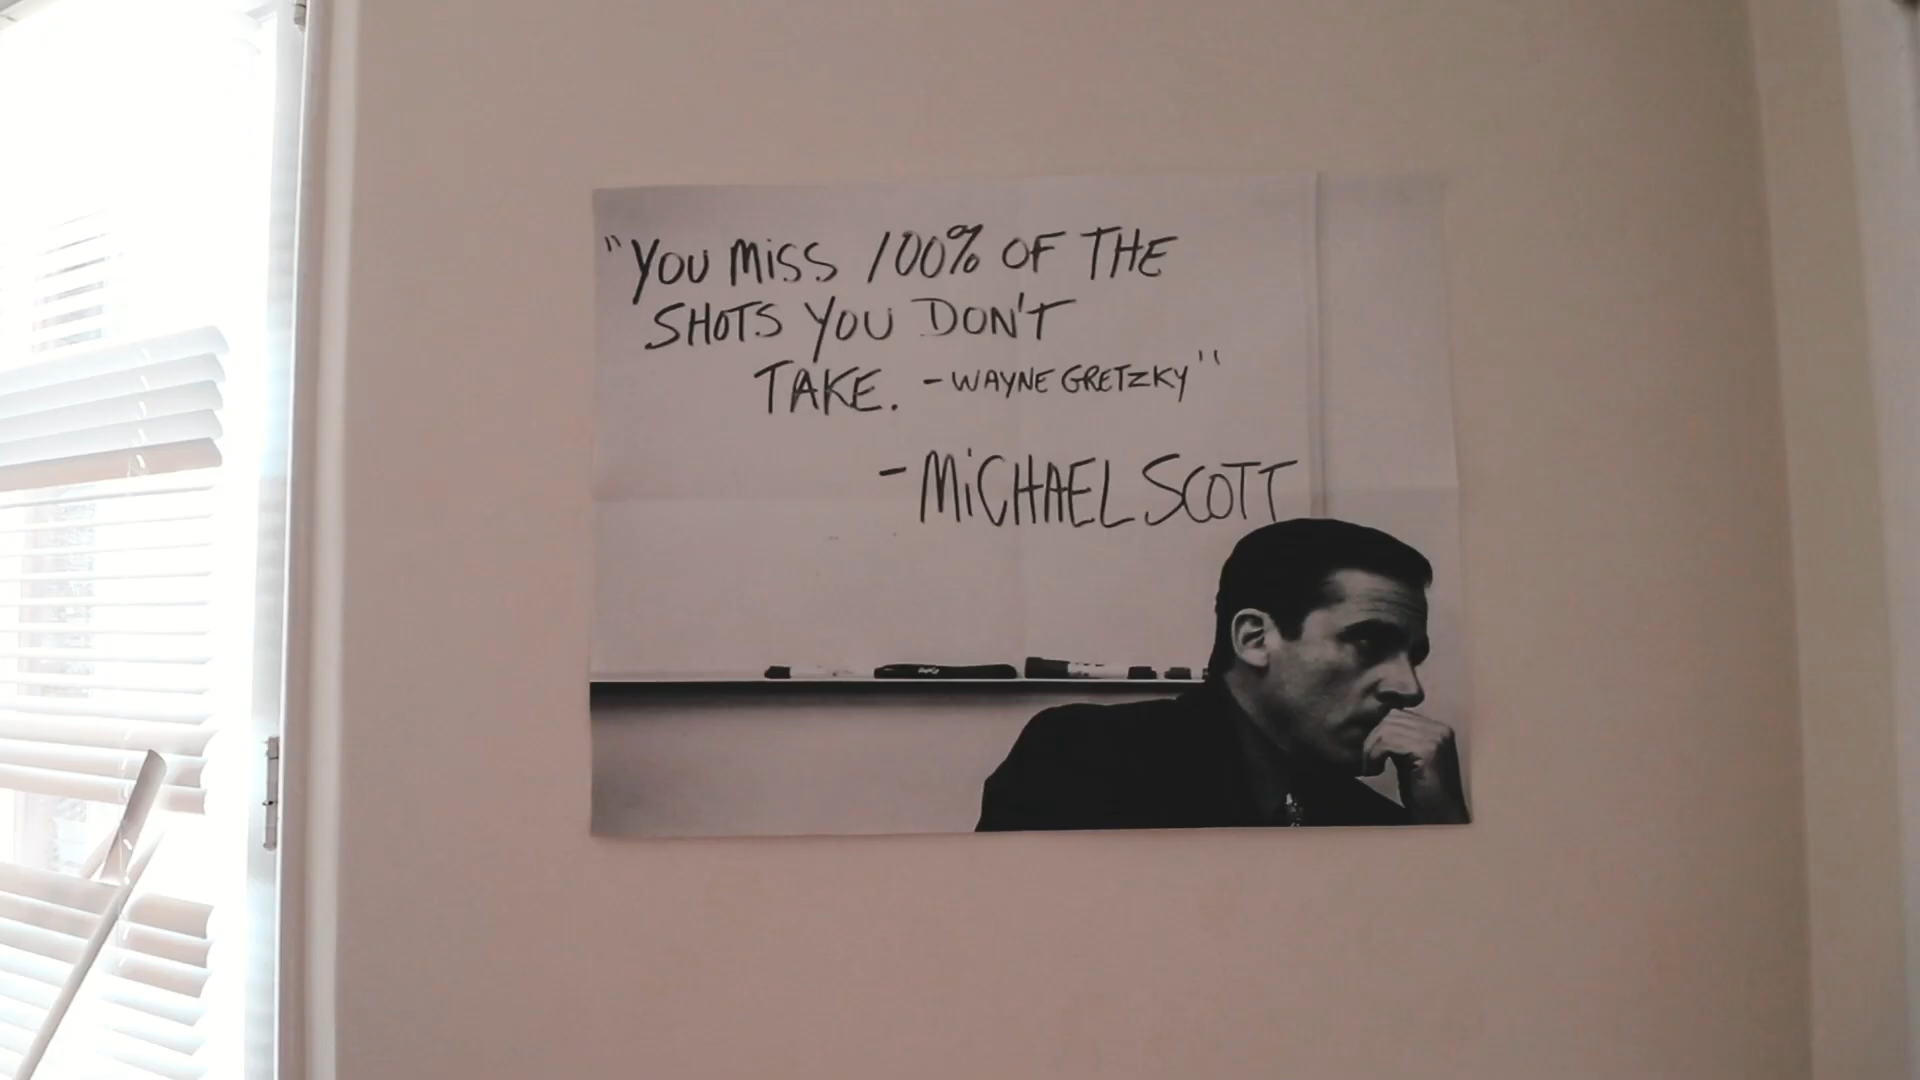 "YOU MiSS 100% OF THE
SHOTS YOU DON'T
TAKE. - WAYNE GRETZKY"
- MiCHAEL SCOTT